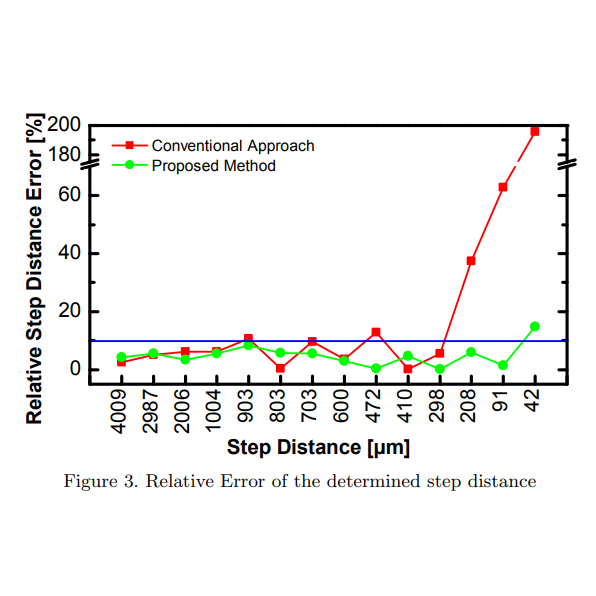 Relative Step Distance Error [%]
200
180
60
40
20
0
Conventional Approach
Proposed Method
4009 2987 2006 1004 903 803 703 600 472 410 298 208 91 42
Step Distance [µm]
Figure 3. Relative Error of the determined step distance